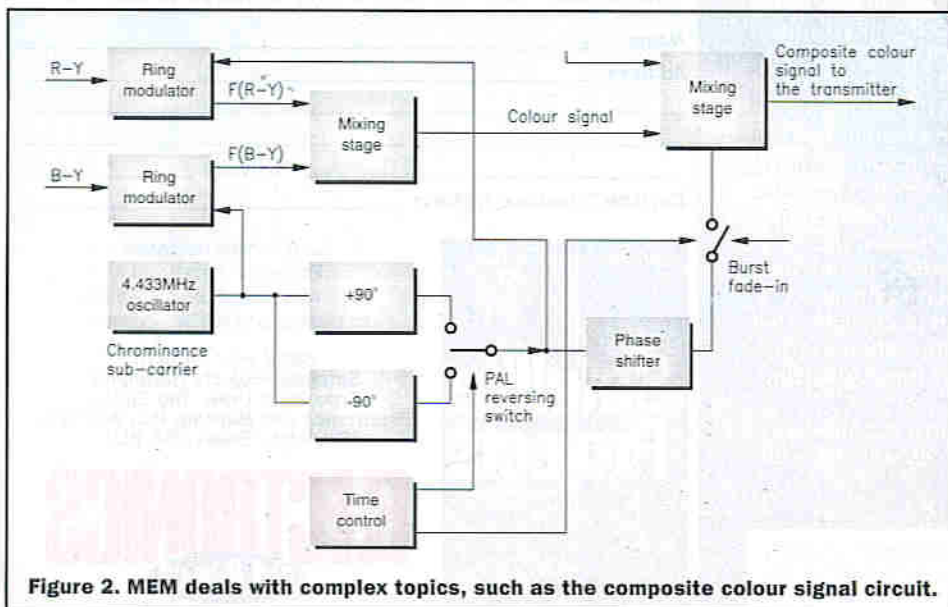 R–Y
Ring
modulator
F(R–Y)
Mixing
stage
Colour signal
Mixing
stage
Composite colour
signal to
the transmitter
B–Y
Ring
modulator
F(B–Y)
4.433MHz
oscillator
Chrominance
sub–carrier
+90°
-90°
PAL
reversing
switch
Phase
shifter
Burst
fade–in
Time
control
Figure 2. MEM deals with complex topics, such as the composite colour signal circuit.